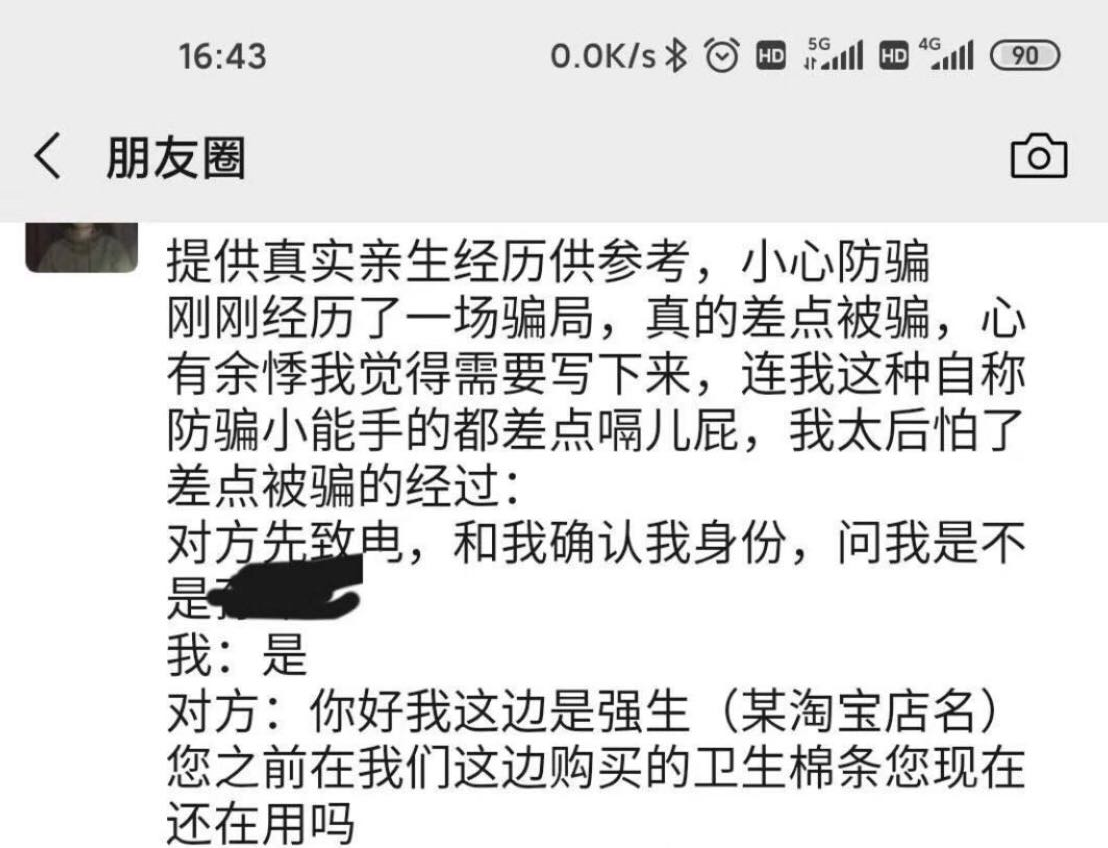 16:43 0.0K/s HD 5G HD 4G 90
朋友圈
提供真实亲生经历供参考，小心防骗
刚刚经历了一场骗局，真的差点被骗，心
有余悸我觉得需要写下来，连我这种自称
防骗小能手的都差点嗝儿屁，我太后怕了
差点被骗的经过：
对方先致电，和我确认我身份，问我是不
是
我：是
对方：你好我这边是强生（某淘宝店名）
您之前在我们这边购买的卫生棉条您现在
还在用吗